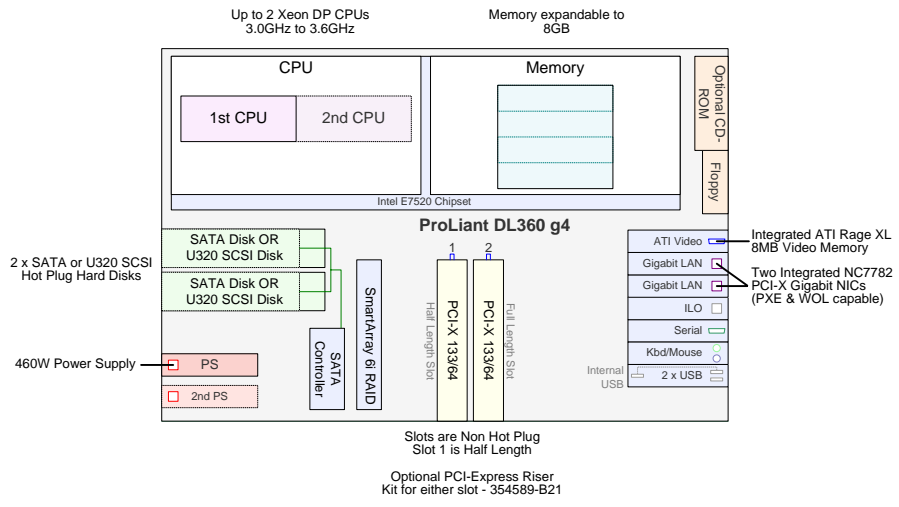 Up to 2 Xeon DP CPUs
3.0GHz to 3.6GHz
Memory expandable to
8GB
CPU
1st CPU
2nd CPU
Memory
Optional CD-
ROM
Floppy
Intel E7520 Chipset
ProLiant DL360 g4
2 x SATA or U320 SCSI
Hot Plug Hard Disks
SATA Disk OR
U320 SCSI Disk
SATA Disk OR
U320 SCSI Disk
460W Power Supply
PS
2nd PS
SATA
Controller
SmartArray 6i RAID
1
2
Half Length Slot
PCI-X 133/64
PCI-X 133/64
Full Length Slot
ATI Video
Gigabit LAN
Gigabit LAN
ILO
Serial
Kbd/Mouse
Internal
USB
2 x USB
Integrated ATI Rage XL
8MB Video Memory
Two Integrated NC7782
PCI-X Gigabit NICs
(PXE & WOL capable)
Slots are Non Hot Plug
Slot 1 is Half Length
Optional PCI-Express Riser
Kit for either slot - 354589-B21